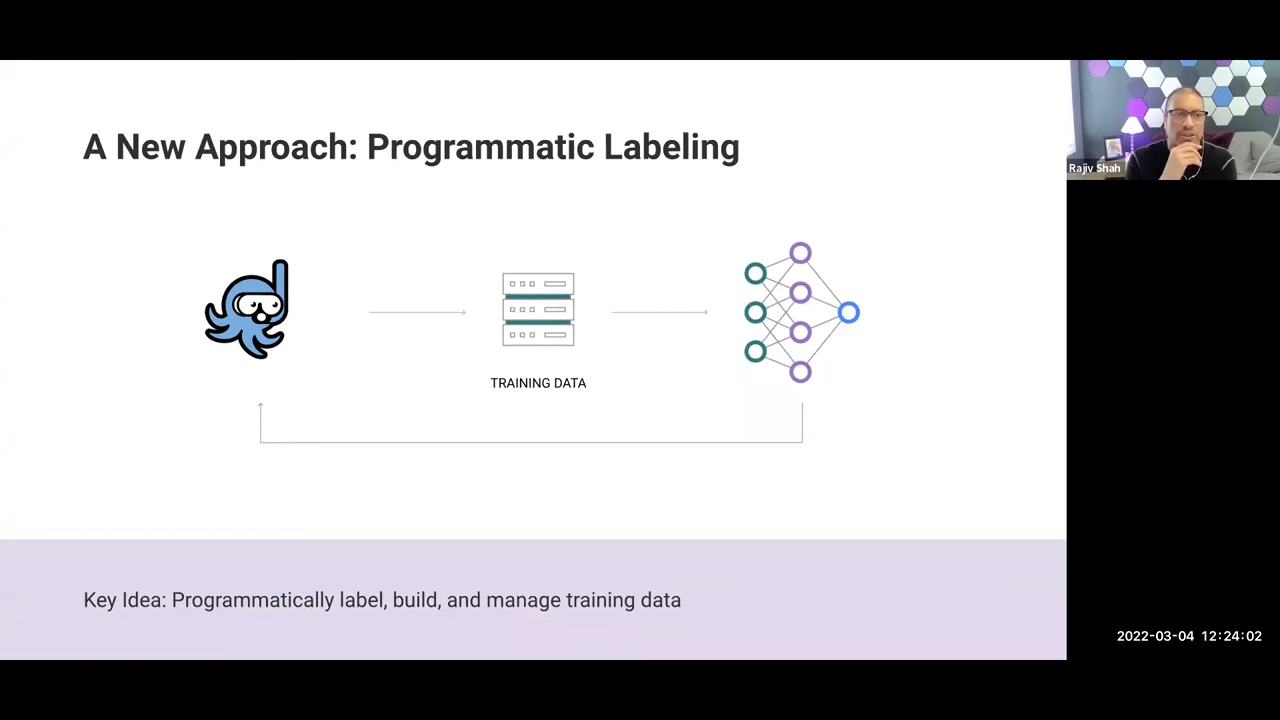 A New Approach: Programmatic Labeling
Rajiv Shah
TRAINING DATA
Key Idea: Programmatically label, build, and manage training data
2022-03-04 12:24:02